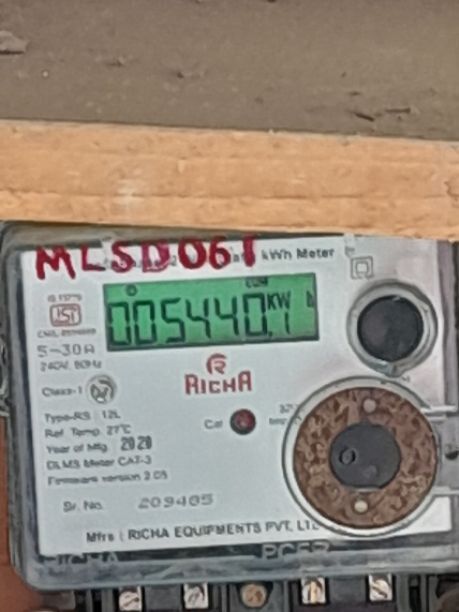 MLSD061
kWh Meter
005440.1 KW h
ISI
5-30A
240V, 50Hz
RICHA
Class-1
Cal
Type-RS : 12L
Ref. Temp. 27°C
Year of Mfg. 2020
DLMS Meter CAT-3
Firmware version 2.05
Sr. No. 209405
Mfrs : RICHA EQUIPMENTS PVT. LTD